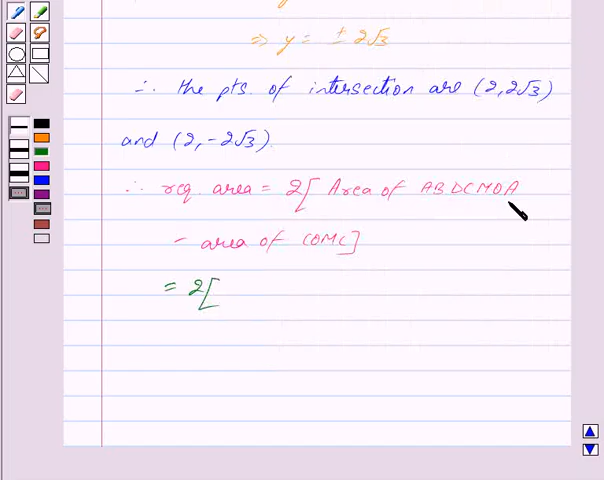 ⇒ y = ± 2√3
∴ the pts. of intersection are (2, 2√3)
and (2, -2√3).
∴ req. area = 2[ Area of ABDCMOA
- area of COMC]
= 2[